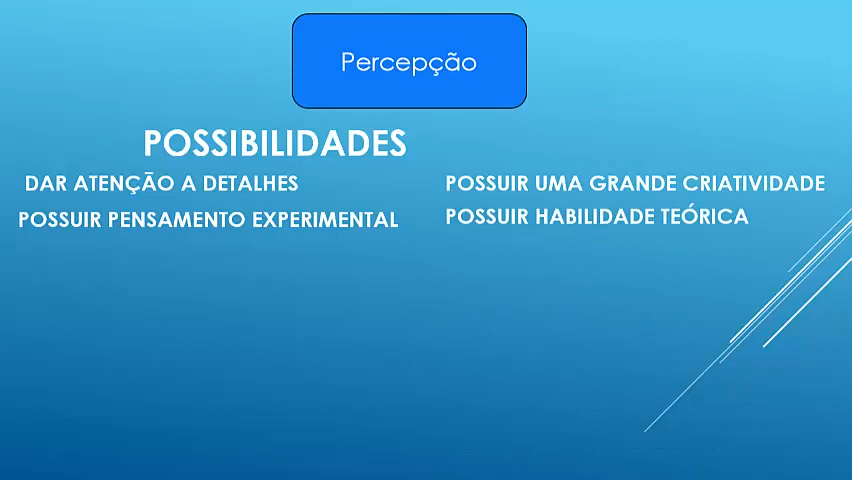 Percepção
POSSIBILIDADES
DAR ATENÇÃO A DETALHES
POSSUIR PENSAMENTO EXPERIMENTAL
POSSUIR UMA GRANDE CRIATIVIDADE
POSSUIR HABILIDADE TEÓRICA